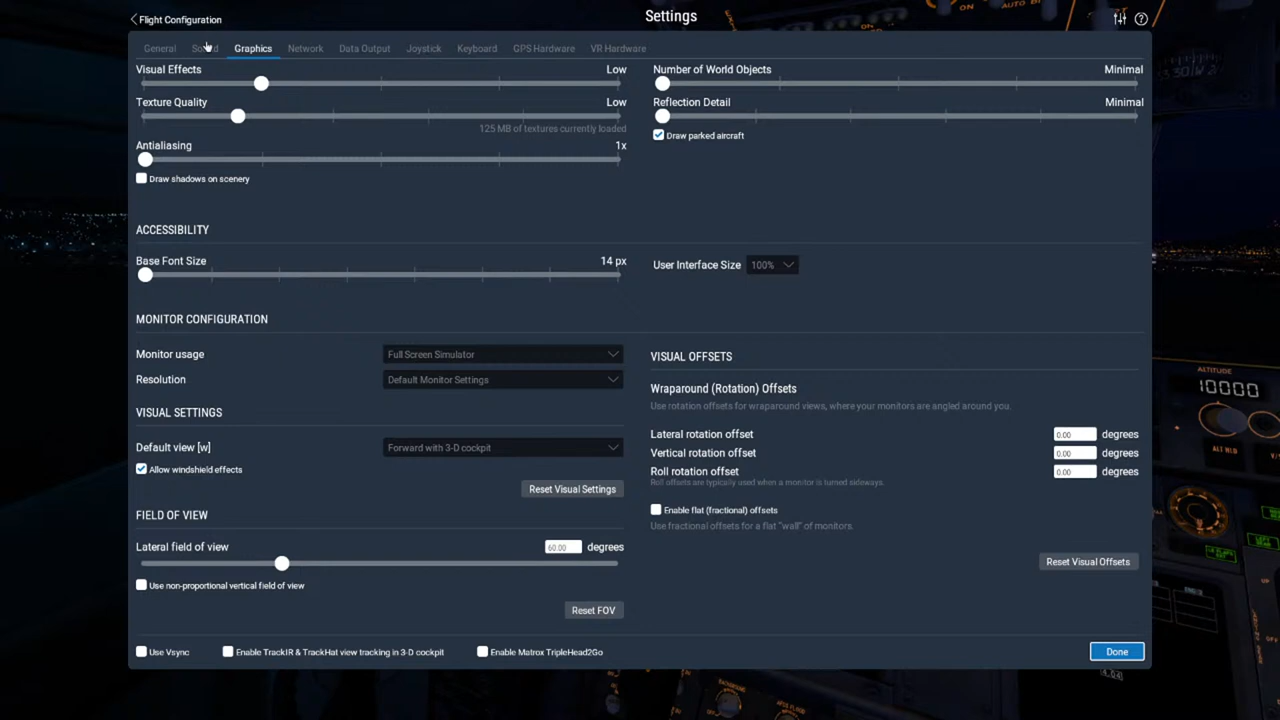 Flight Configuration
Settings
General Graphics Network Data Output Joystick Keyboard GPS Hardware VR Hardware
Visual Effects Low
Number of World Objects Minimal
Texture Quality Low
Reflection Detail Minimal
125 MB of textures currently loaded
Draw parked aircraft
Antialiasing 1x
Draw shadows on scenery
ACCESSIBILITY
Base Font Size 14 px
User Interface Size 100%
MONITOR CONFIGURATION
Monitor usage Full Screen Simulator
VISUAL OFFSETS
Resolution Default Monitor Settings
Wraparound (Rotation) Offsets
Use rotation offsets for wraparound views, where your monitors are angled around you.
VISUAL SETTINGS
Lateral rotation offset 0.00 degrees
Default view [w] Forward with 3-D cockpit
Vertical rotation offset 0.00 degrees
Allow windshield effects
Roll rotation offset 0.00 degrees
Roll offsets are typically used when a monitor is turned sideways.
Reset Visual Settings
Enable flat (fractional) offsets
FIELD OF VIEW
Use fractional offsets for a flat "wall" of monitors.
Lateral field of view 60.00 degrees
Reset Visual Offsets
Use non-proportional vertical field of view
Reset FOV
Use Vsync Enable TrackIR & TrackHat view tracking in 3-D cockpit Enable Matrox TripleHead2Go
Done
ALTITUDE
10000